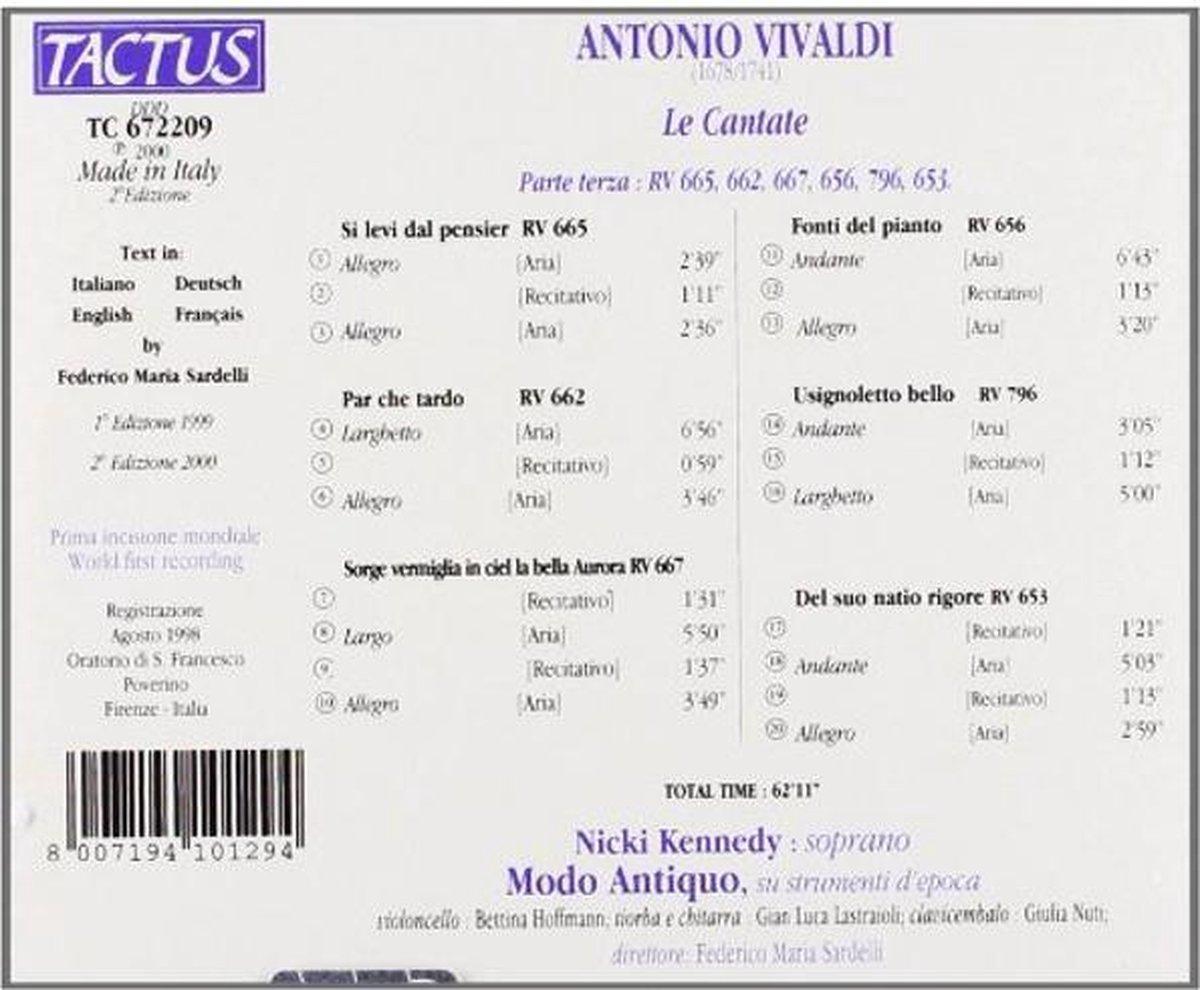 TACTUS
DDD
TC 672209
℗ 2000
Made in Italy
2ª Edizione
Text in:
Italiano Deutsch
English Français
by
Federico Maria Sardelli
1ª Edizione 1999
2ª Edizione 2000
Prima incisione mondiale
World first recording
Registrazione
Agosto 1998
Oratorio di S. Francesco
Poverino
Firenze - Italia
8 007194 101294
ANTONIO VIVALDI
(1678/1741)
Le Cantate
Parte terza : RV 665, 662, 667, 656, 796, 653.
Si levi dal pensier RV 665
1 Allegro [Aria] 2'39"
2 [Recitativo] 1'11"
3 Allegro [Aria] 2'36"
Par che tardo RV 662
4 Larghetto [Aria] 6'56"
5 [Recitativo] 0'59"
6 Allegro [Aria] 3'46"
Sorge vermiglia in ciel la bella Aurora RV 667
7 [Recitativo] 1'31"
8 Largo [Aria] 5'50"
9 [Recitativo] 1'37"
10 Allegro [Aria] 3'49"
Fonti del pianto RV 656
11 Andante [Aria] 6'43"
12 [Recitativo] 1'13"
13 Allegro [Aria] 3'20"
Usignoletto bello RV 796
14 Andante [Aria] 3'05"
15 [Recitativo] 1'12"
16 Larghetto [Aria] 5'00"
Del suo natio rigore RV 653
17 [Recitativo] 1'21"
18 Andante [Aria] 5'03"
19 [Recitativo] 1'13"
20 Allegro [Aria] 2'59"
TOTAL TIME : 62'11"
Nicki Kennedy : soprano
Modo Antiquo, su strumenti d'epoca
violoncello : Bettina Hoffmann; tiorba e chitarra : Gian Luca Lastraioli; clavicembalo : Giulia Nuti;
direttore: Federico Maria Sardelli